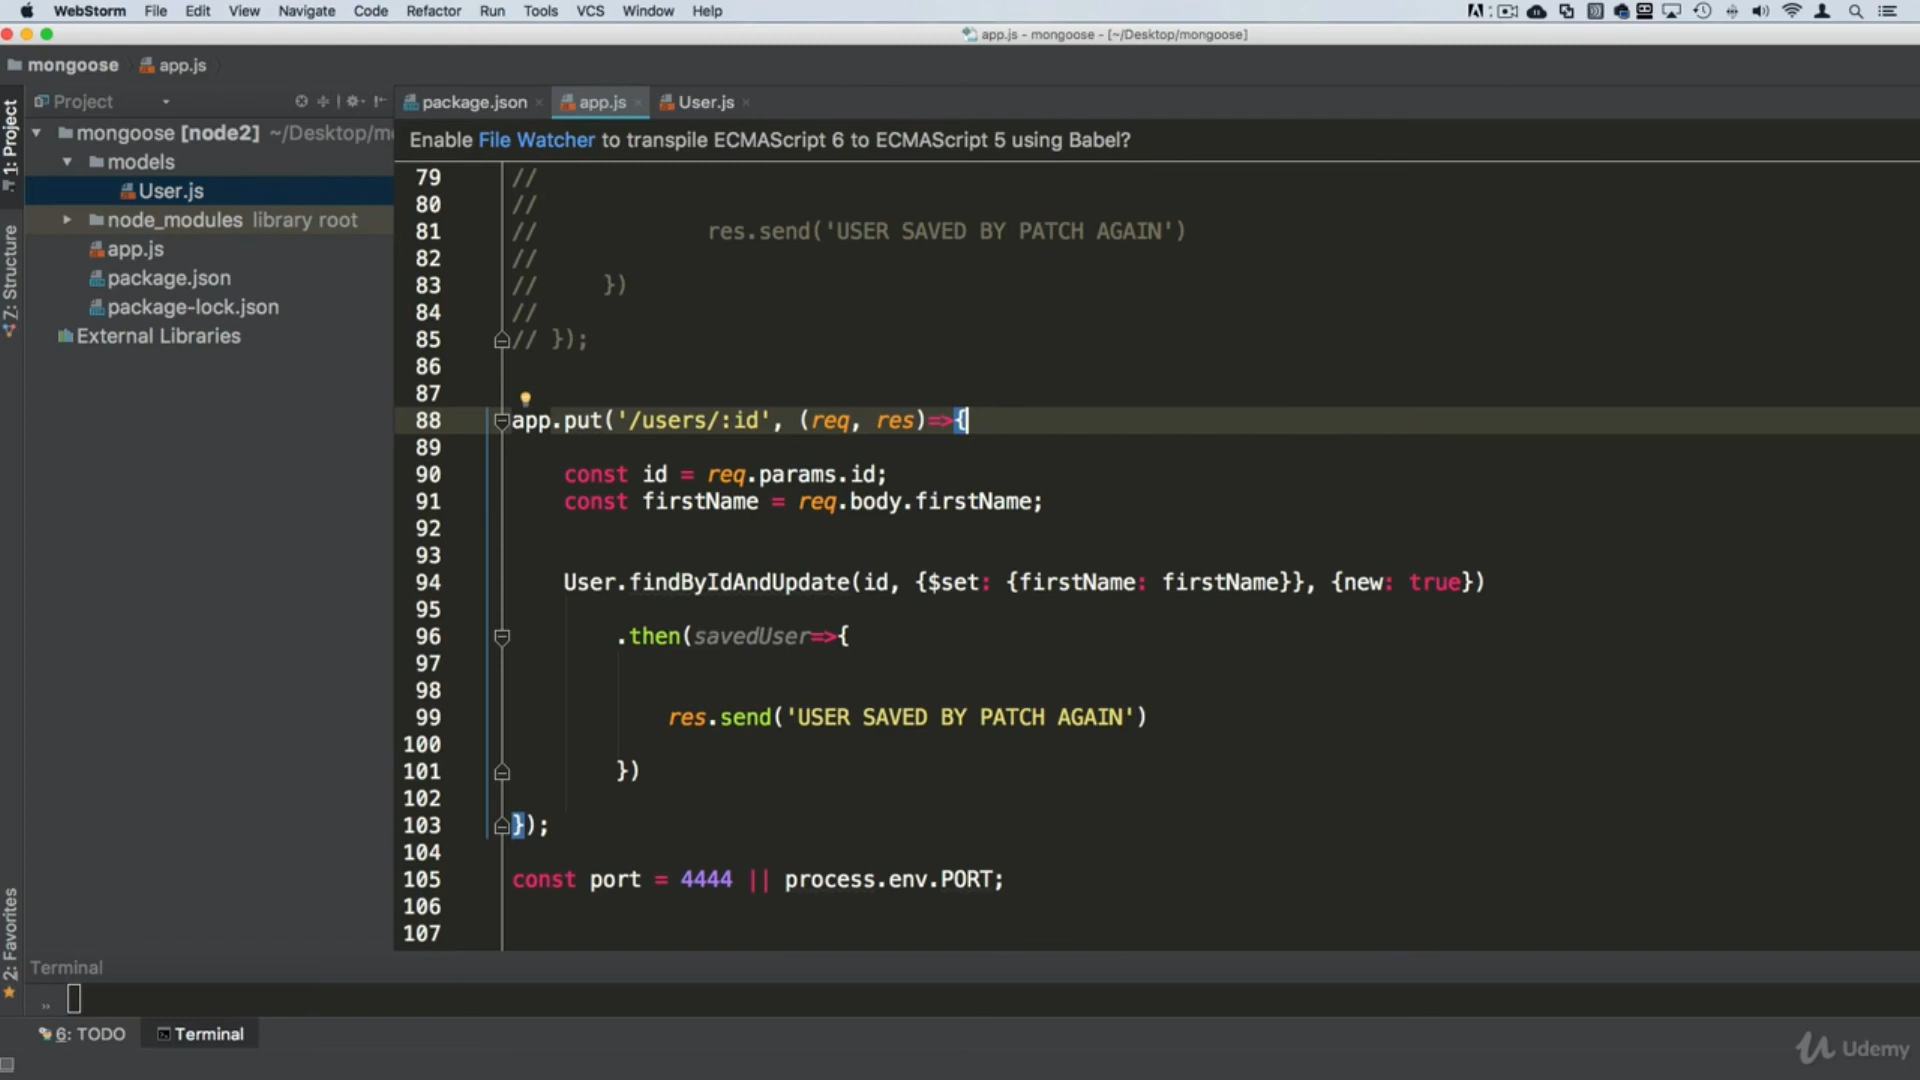 WebStorm File Edit View Navigate Code Refactor Run Tools VCS Window Help
app.js - mongoose - [~/Desktop/mongoose]
mongoose app.js
Project
package.json app.js User.js
Enable File Watcher to transpile ECMAScript 6 to ECMAScript 5 using Babel?
1: Project
Z: Structure
2: Favorites
mongoose [node2] ~/Desktop/m
models
User.js
node_modules library root
app.js
package.json
package-lock.json
External Libraries
79 //
80 //
81 // res.send('USER SAVED BY PATCH AGAIN')
82 //
83 // })
84 //
85 // });
86
87
88 app.put('/users/:id', (req, res)=>{
89
90 const id = req.params.id;
91 const firstName = req.body.firstName;
92
93
94 User.findByIdAndUpdate(id, {$set: {firstName: firstName}}, {new: true})
95
96 .then(savedUser=>{
97
98
99 res.send('USER SAVED BY PATCH AGAIN')
100
101 })
102
103 });
104
105 const port = 4444 || process.env.PORT;
106
107
Terminal
6: TODO Terminal
Udemy